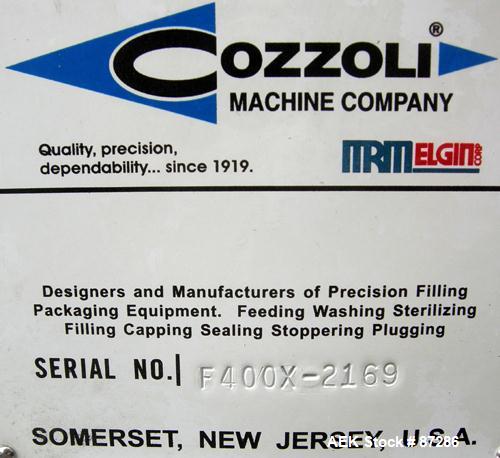 COZZOLI®
MACHINE COMPANY
Quality, precision,
dependability... since 1919.
MRM ELGIN CORP
Designers and Manufacturers of Precision Filling
Packaging Equipment. Feeding Washing Sterilizing
Filling Capping Sealing Stoppering Plugging
SERIAL NO. F400X-2169
SOMERSET, NEW JERSEY, U.S.A.
AEK Stock # 87286